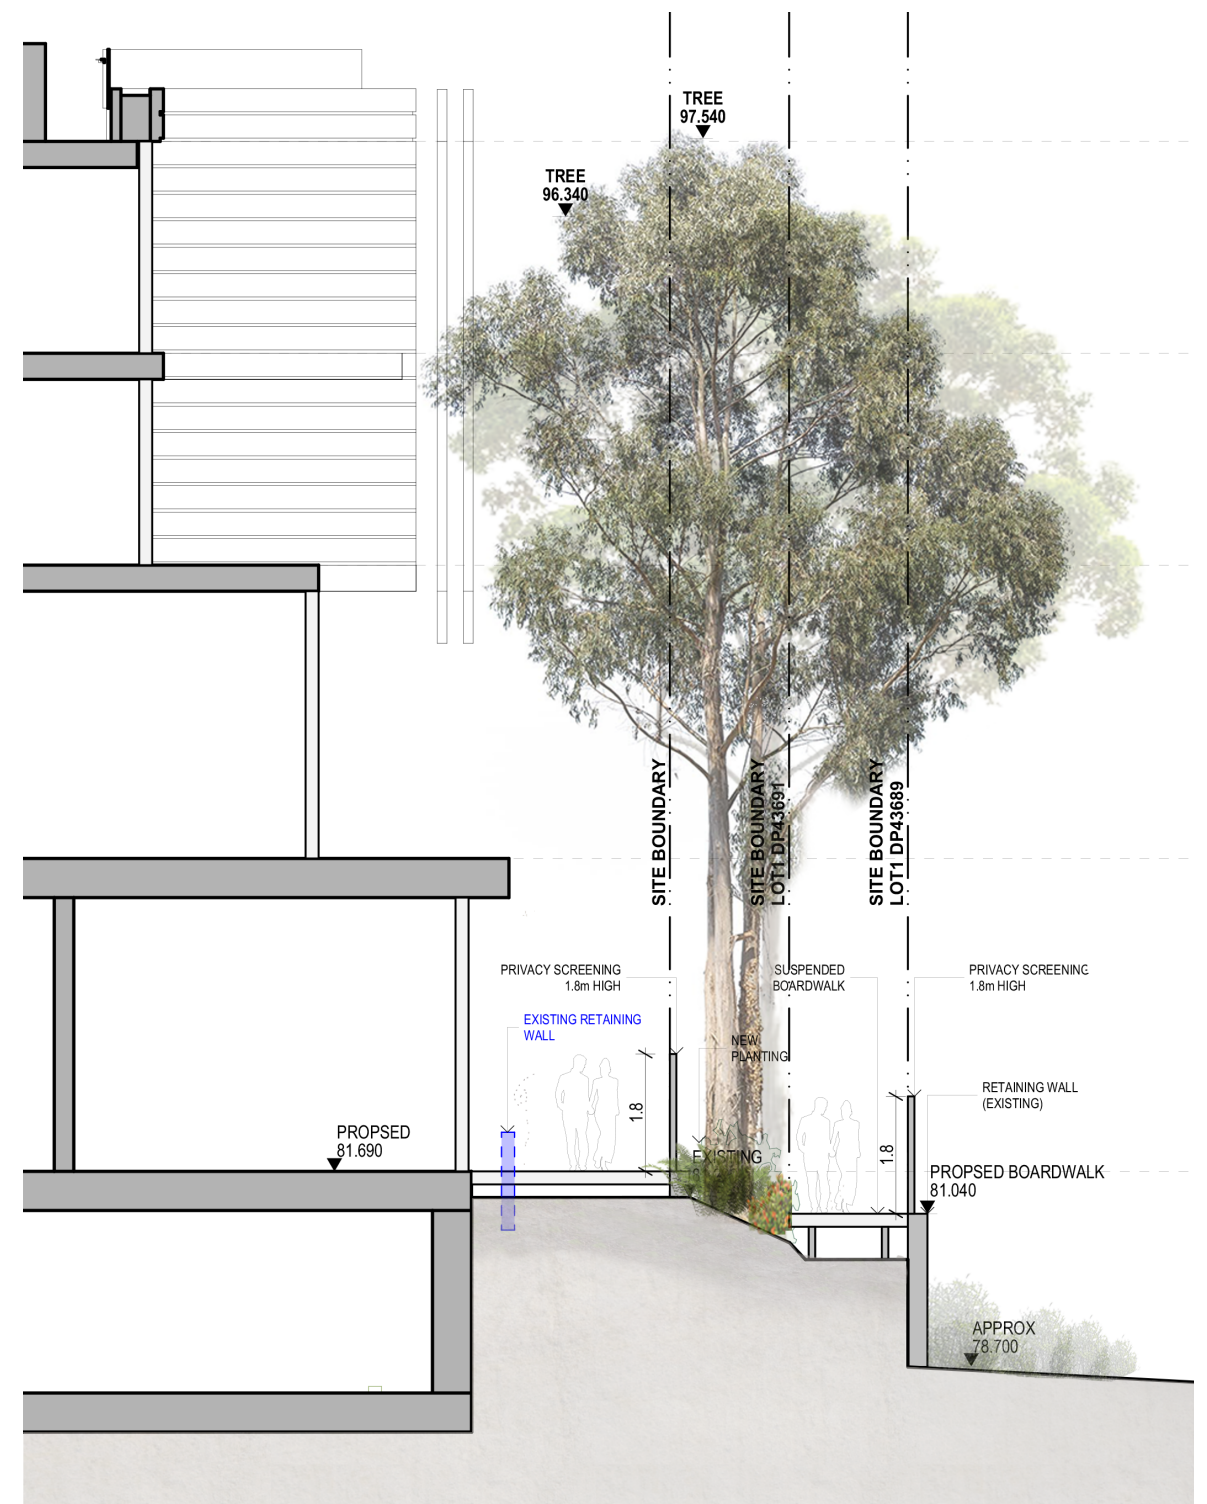 TREE
97.540
TREE
96.340
SITE BOUNDARY
SITE BOUNDARY
LOT1 DP43691
SITE BOUNDARY
LOT1 DP43689
PRIVACY SCREENING
1.8m HIGH
SUSPENDED
BOARDWALK
PRIVACY SCREENING
1.8m HIGH
EXISTING RETAINING
WALL
NEW
PLANTING
RETAINING WALL
(EXISTING)
1.8
PROPSED
81.690
EXISTING
1.8
PROPSED BOARDWALK
81.040
APPROX
78.700